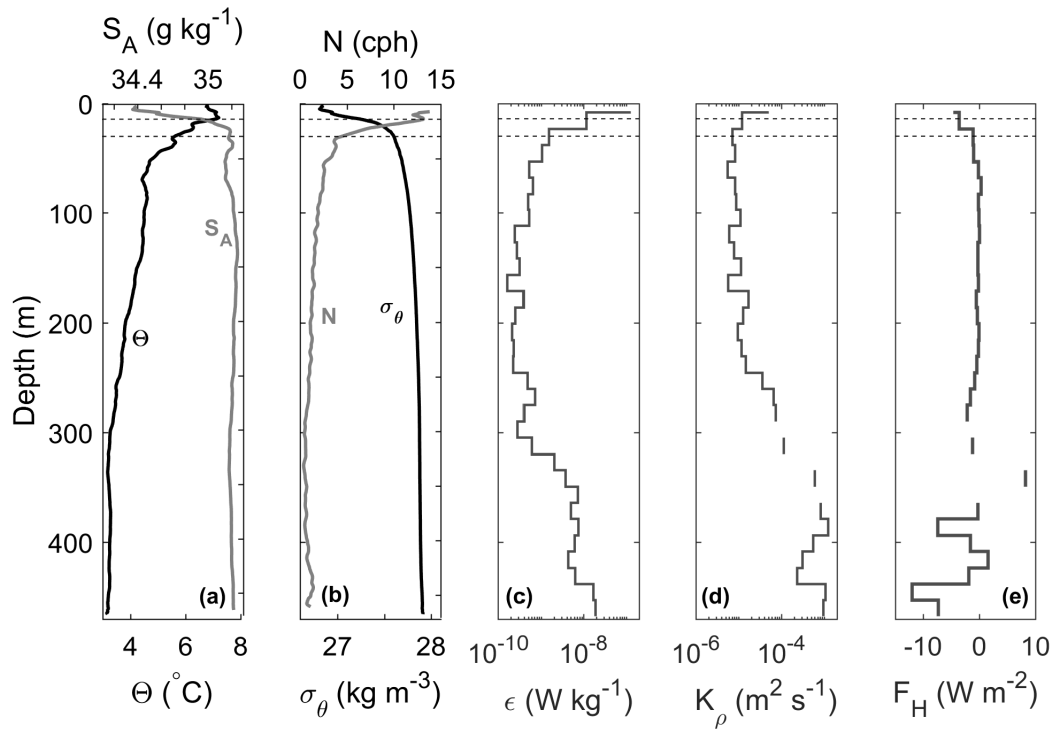 S_A (g kg⁻¹)
34.4 35
N (cph)
0 5 10 15
Depth (m)
0
100
200
300
400
S_A
Θ
N
σ_θ
(a)
(b)
(c)
(d)
(e)
4 6 8
27 28
10⁻¹⁰ 10⁻⁸
10⁻⁶ 10⁻⁴
-10 0 10
Θ (°C)
σ_θ (kg m⁻³)
ϵ (W kg⁻¹)
K_ρ (m² s⁻¹)
F_H (W m⁻²)